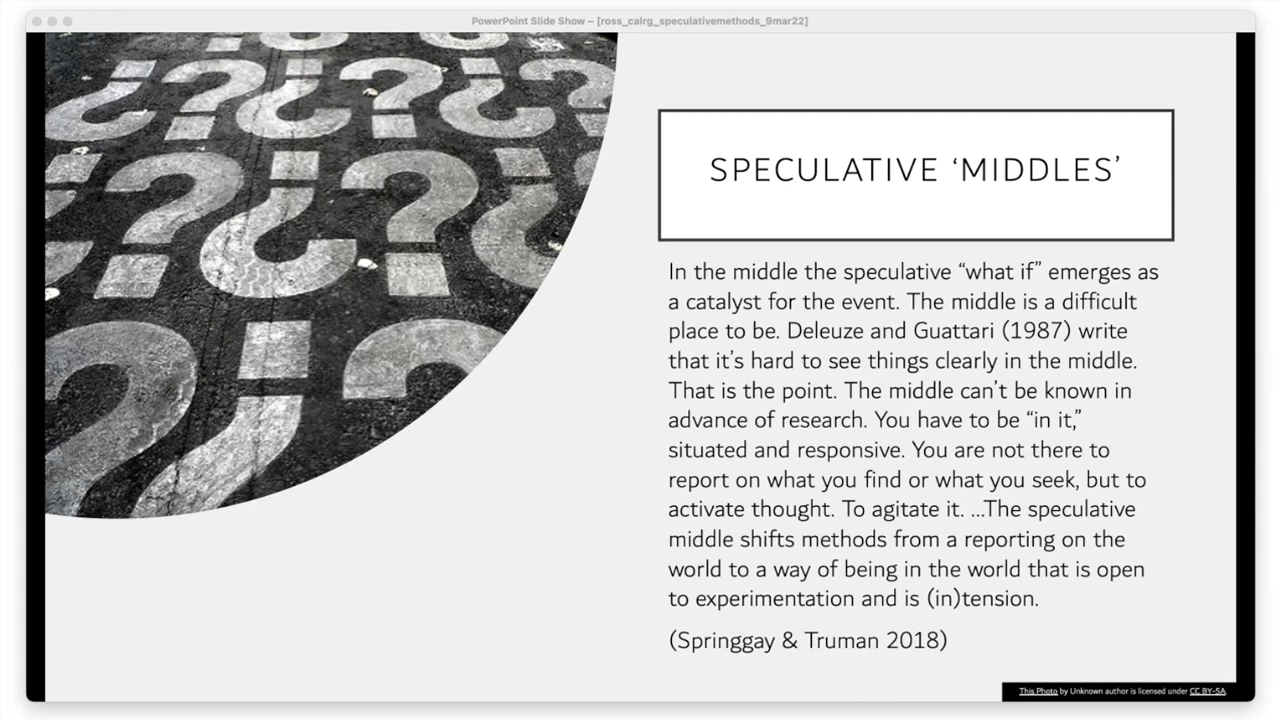 PowerPoint Slide Show – [ross_calrg_speculativemethods_9mar22]
SPECULATIVE ‘MIDDLES’
In the middle the speculative “what if” emerges as
a catalyst for the event. The middle is a difficult
place to be. Deleuze and Guattari (1987) write
that it’s hard to see things clearly in the middle.
That is the point. The middle can’t be known in
advance of research. You have to be “in it,”
situated and responsive. You are not there to
report on what you find or what you seek, but to
activate thought. To agitate it. ...The speculative
middle shifts methods from a reporting on the
world to a way of being in the world that is open
to experimentation and is (in)tension.
(Springgay & Truman 2018)
This Photo by Unknown author is licensed under CC BY-SA.